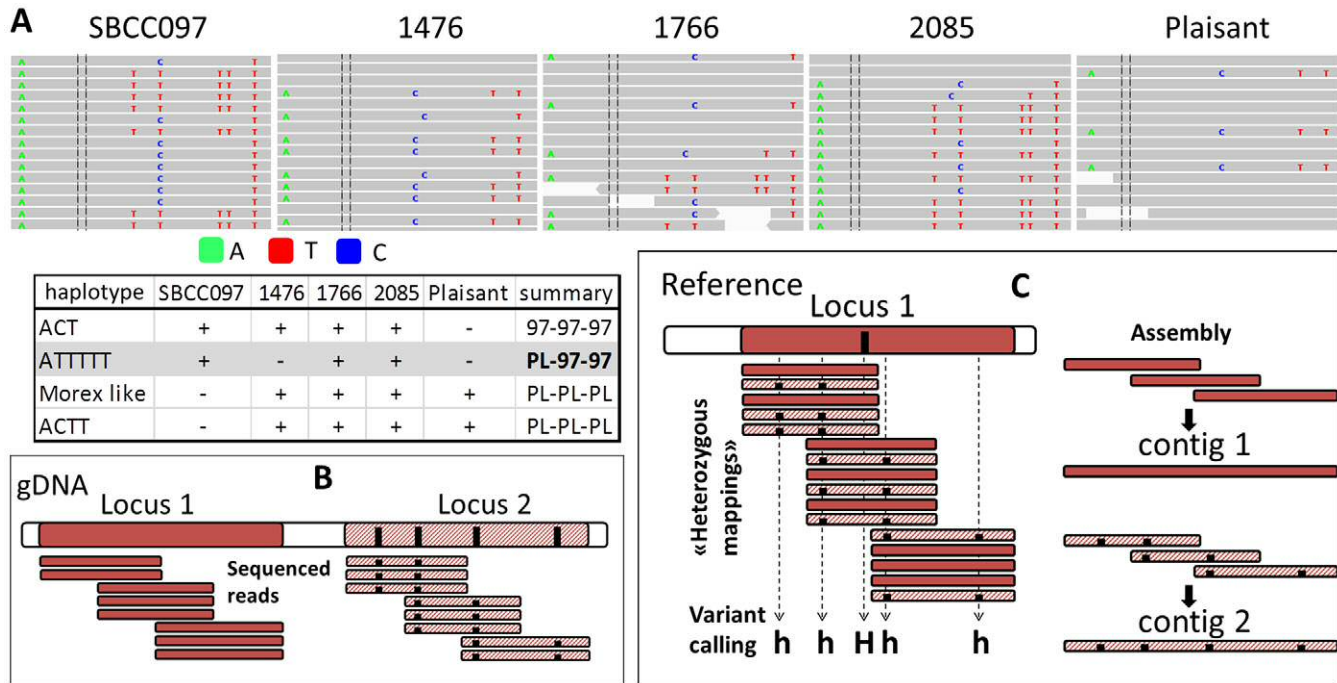 A
SBCC097 1476 1766 2085 Plaisant
A T C
haplotype SBCC097 1476 1766 2085 Plaisant summary
ACT + + + + - 97-97-97
ATTTTT + - + + - PL-97-97
Morex like - + + + + PL-PL-PL
ACTT - + + + + PL-PL-PL
gDNA B
Locus 1 Locus 2
Sequenced
reads
Reference C
Locus 1
«Heterozygous
mappings»
Variant
calling h h H h h
Assembly
contig 1
contig 2